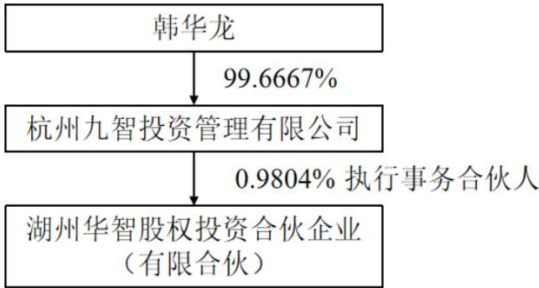 韩华龙
99.6667%
杭州九智投资管理有限公司
0.9804% 执行事务合伙人
湖州华智股权投资合伙企业
（有限合伙）